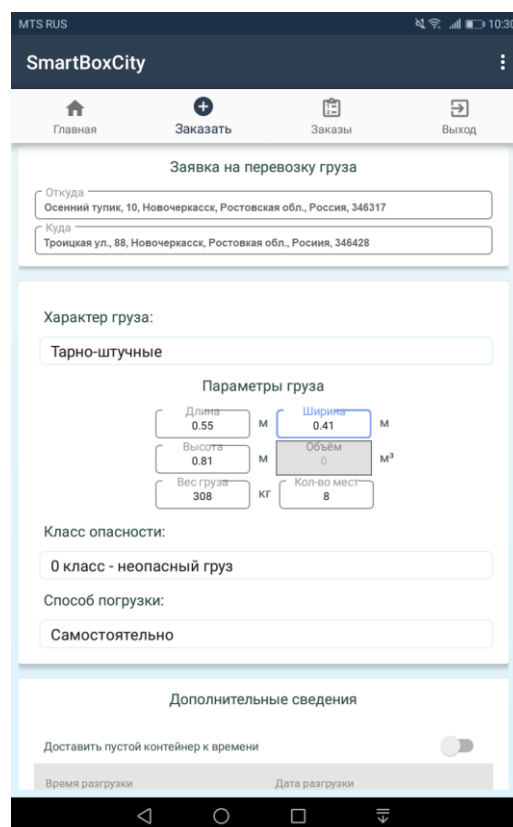 MTS RUS 10:30
SmartBoxCity
Главная Заказать Заказы Выход
Заявка на перевозку груза
Откуда
Осенний тупик, 10, Новочеркасск, Ростовская обл., Россия, 346317
Куда
Троицкая ул., 88, Новочеркасск, Ростовкая обл., Росиия, 346428
Характер груза:
Тарно-штучные
Параметры груза
Длина Ширина
0.55 м 0.41 м
Высота Объём
0.81 м 0 м³
Вес груза Кол-во мест
308 кг 8
Класс опасности:
0 класс - неопасный груз
Способ погрузки:
Самостоятельно
Дополнительные сведения
Доставить пустой контейнер к времени
Время разгрузки Дата разгрузки